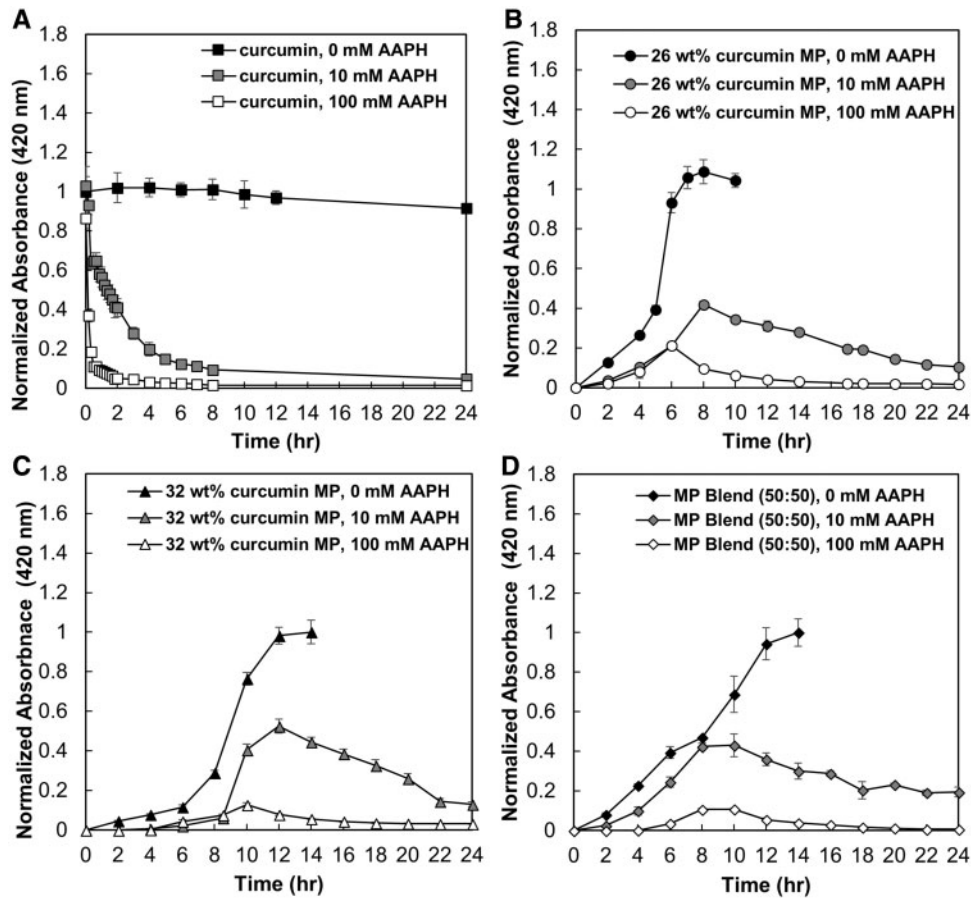 A
Normalized Absorbance (420 nm)
1.8
1.6
1.4
1.2
1
0.8
0.6
0.4
0.2
0
curcumin, 0 mM AAPH
curcumin, 10 mM AAPH
curcumin, 100 mM AAPH
0 2 4 6 8 10 12 14 16 18 20 22 24
Time (hr)
B
Normalized Absorbance (420 nm)
1.8
1.6
1.4
1.2
1
0.8
0.6
0.4
0.2
0
26 wt% curcumin MP, 0 mM AAPH
26 wt% curcumin MP, 10 mM AAPH
26 wt% curcumin MP, 100 mM AAPH
0 2 4 6 8 10 12 14 16 18 20 22 24
Time (hr)
C
Normalized Absorbnace (420 nm)
1.8
1.6
1.4
1.2
1
0.8
0.6
0.4
0.2
0
32 wt% curcumin MP, 0 mM AAPH
32 wt% curcumin MP, 10 mM AAPH
32 wt% curcumin MP, 100 mM AAPH
0 2 4 6 8 10 12 14 16 18 20 22 24
Time (hr)
D
Normalized Absorbance (420 nm)
1.8
1.6
1.4
1.2
1
0.8
0.6
0.4
0.2
0
MP Blend (50:50), 0 mM AAPH
MP Blend (50:50), 10 mM AAPH
MP Blend (50:50), 100 mM AAPH
0 2 4 6 8 10 12 14 16 18 20 22 24
Time (hr)